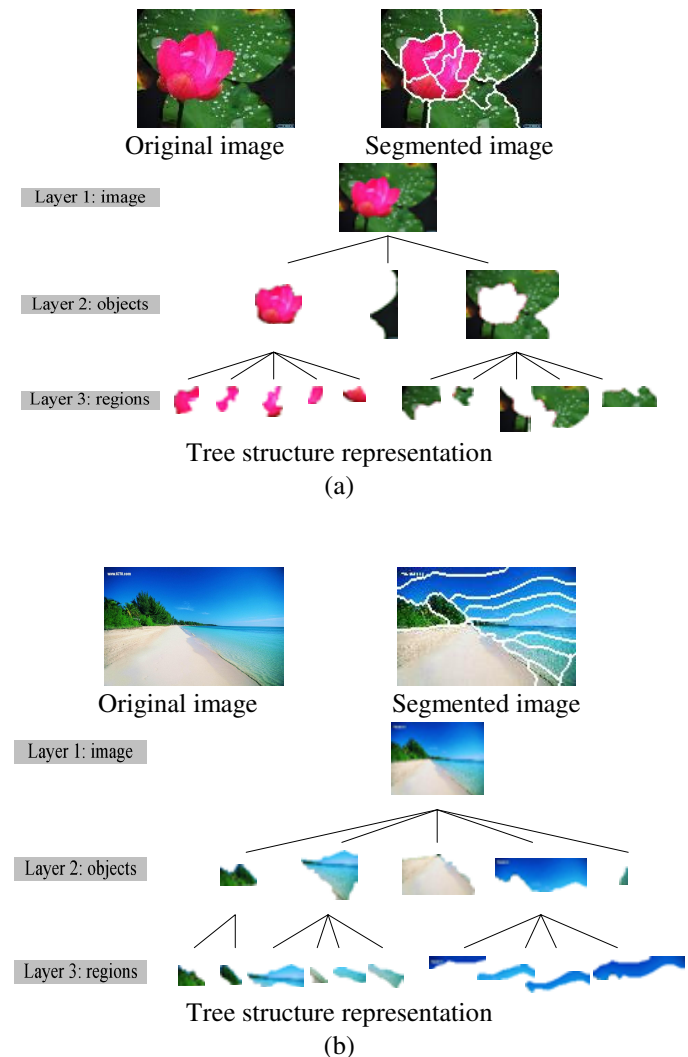 Original image
Segmented image
Layer 1: image
Layer 2: objects
Layer 3: regions
Tree structure representation
(a)
Original image
Segmented image
Layer 1: image
Layer 2: objects
Layer 3: regions
Tree structure representation
(b)